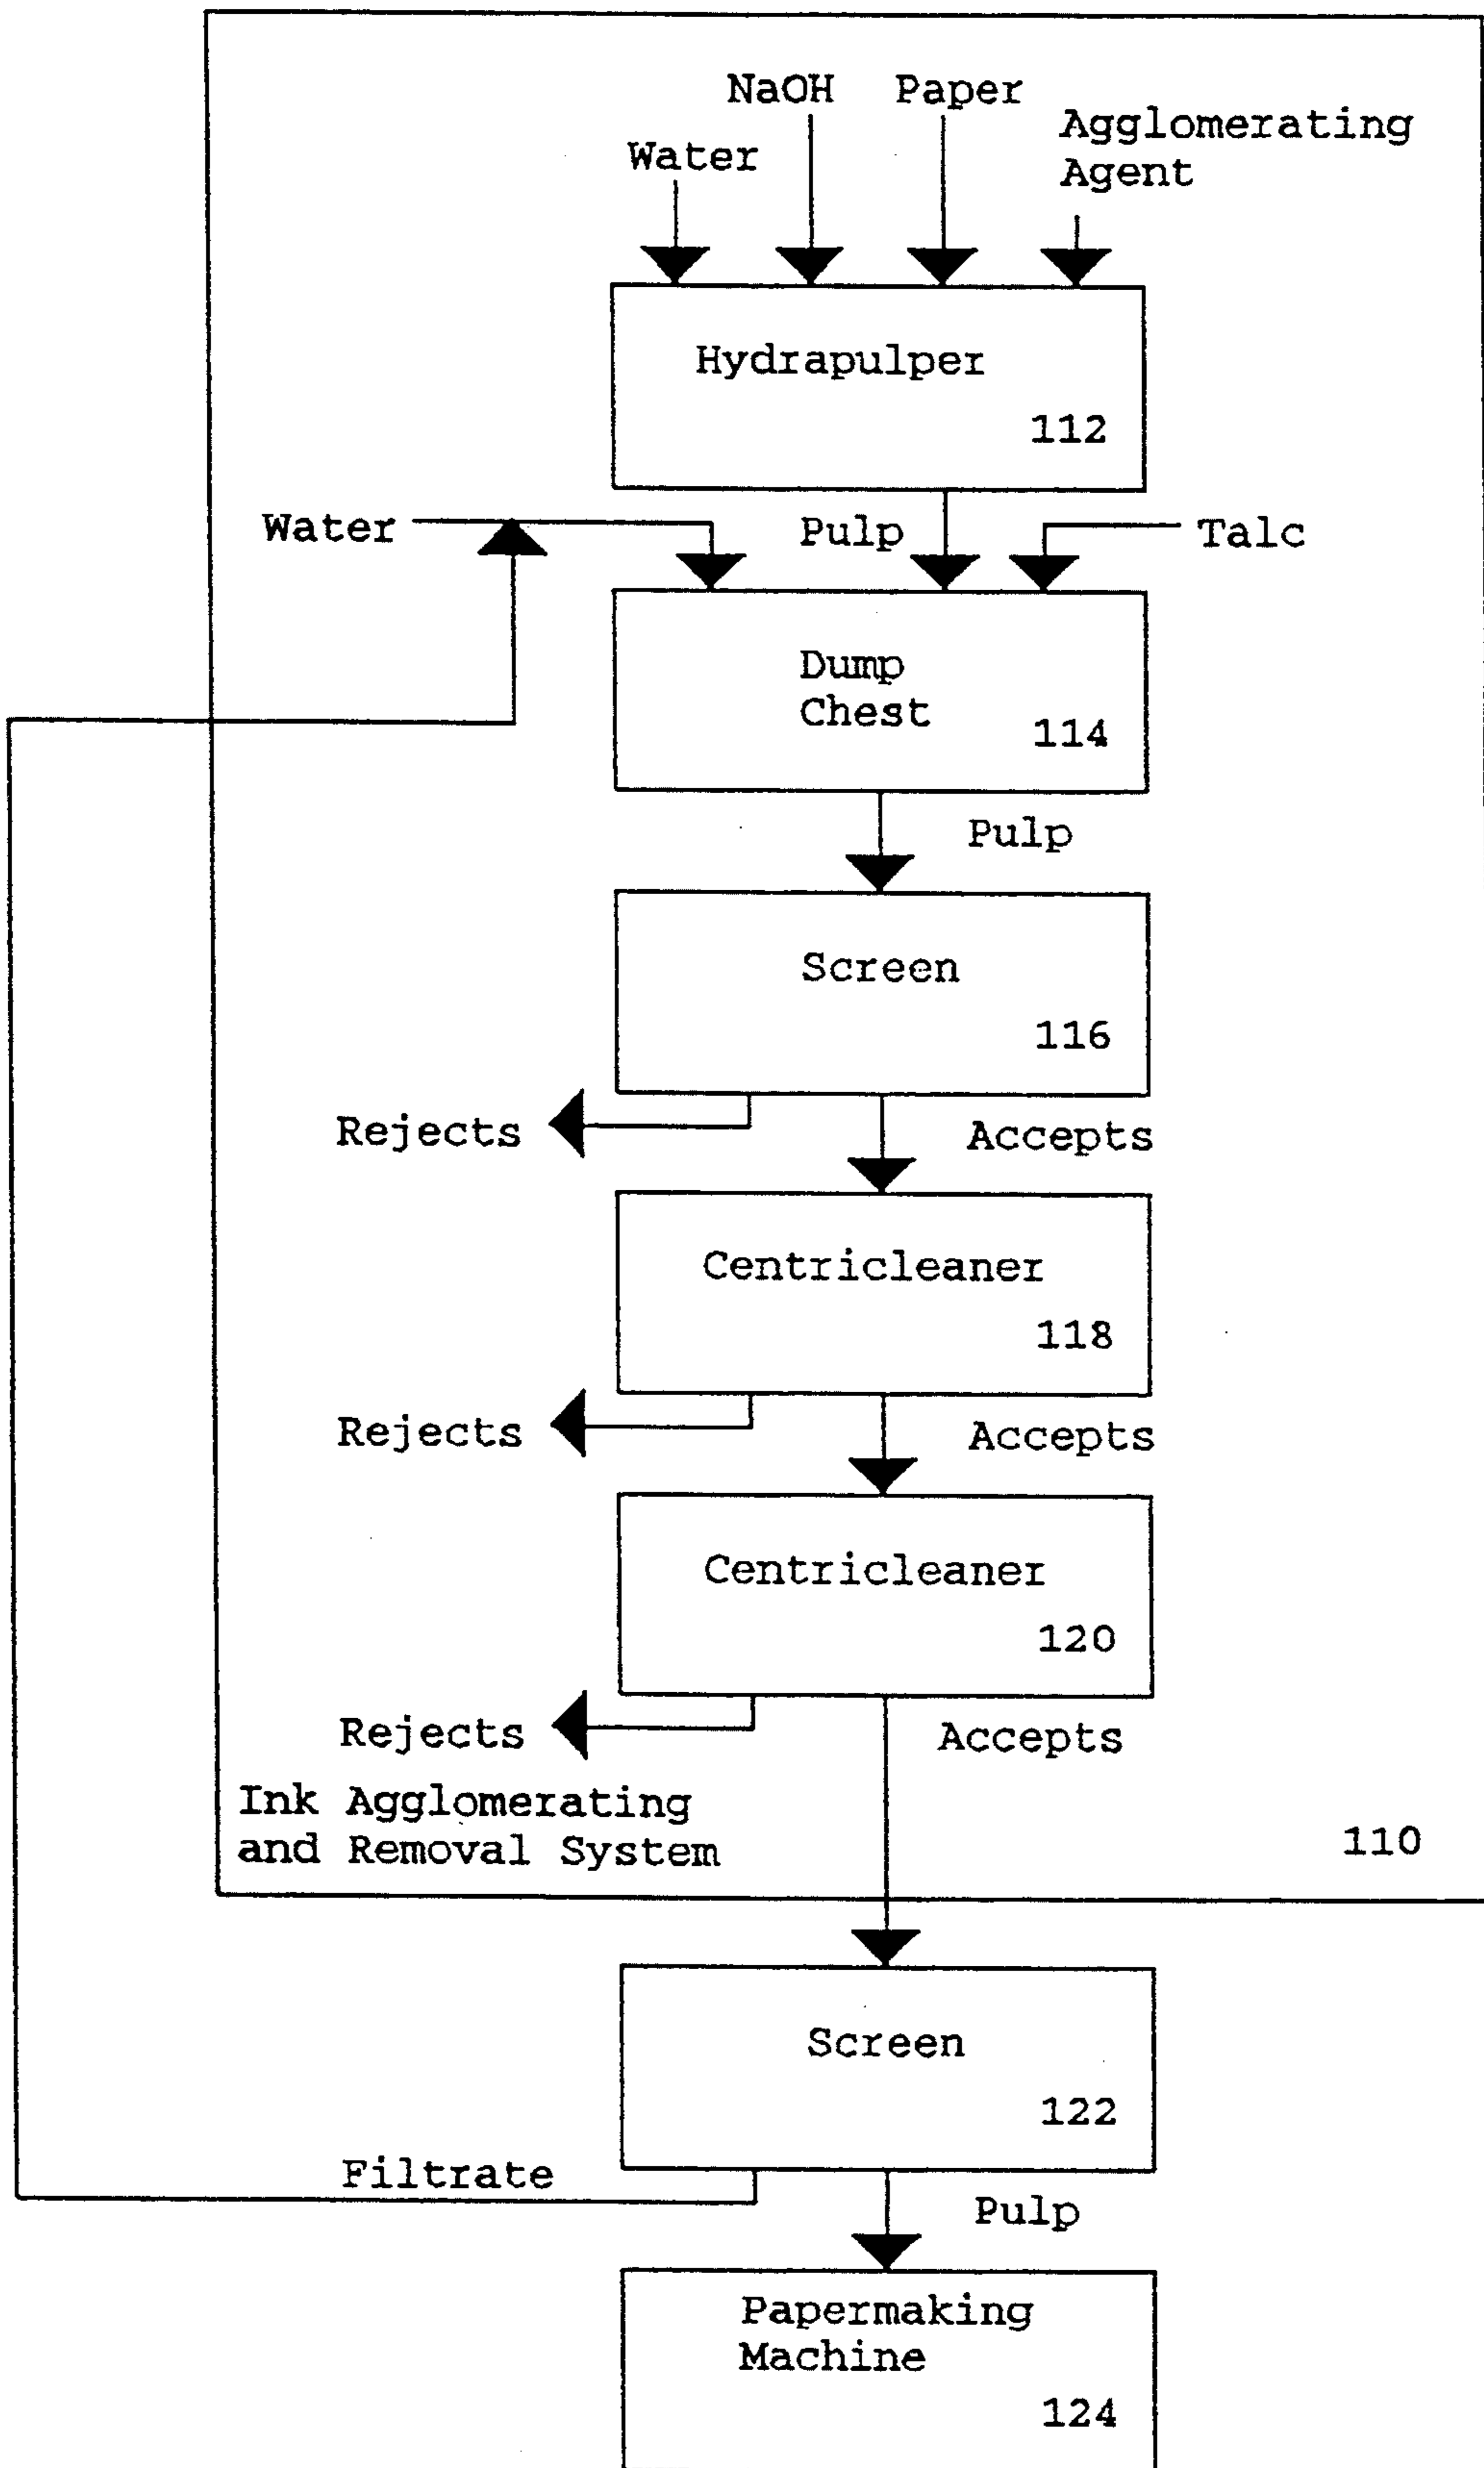 NaOH
Paper
Agglomerating
Agent
Water
Hydrapulper
112
Water
Pulp
Talc
Dump
Chest
114
Pulp
Screen
116
Rejects
Accepts
Centricleaner
118
Rejects
Accepts
Centricleaner
120
Rejects
Accepts
Ink Agglomerating
and Removal System
110
Screen
122
Filtrate
Pulp
Papermaking
Machine
124